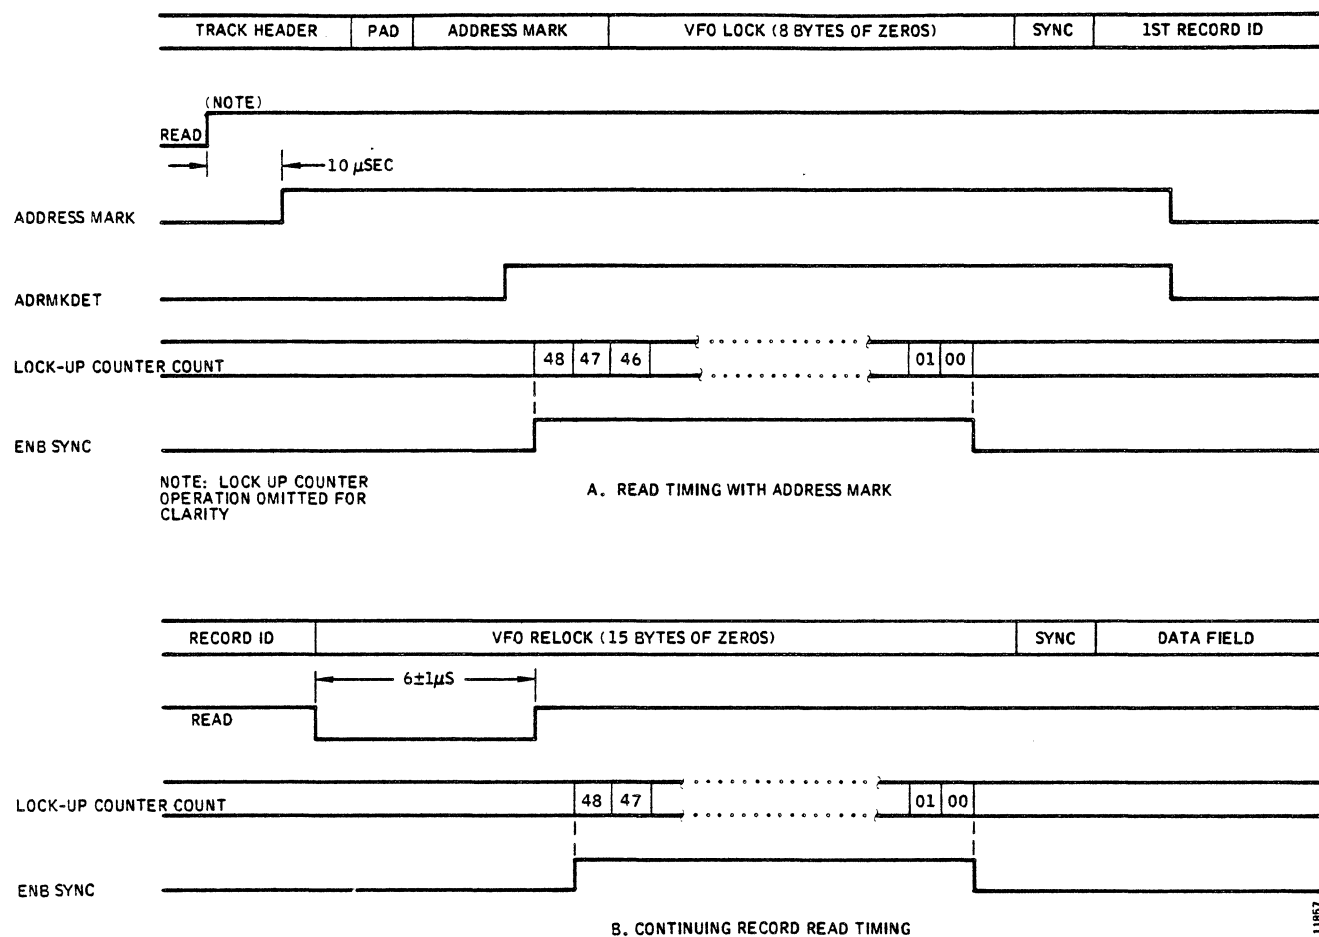 TRACK HEADER PAD ADDRESS MARK VFO LOCK (8 BYTES OF ZEROS) SYNC 1ST RECORD ID
(NOTE)
READ
10 μSEC
ADDRESS MARK
ADRMKDET
LOCK-UP COUNTER COUNT 48 47 46 01 00
ENB SYNC
NOTE: LOCK UP COUNTER
OPERATION OMITTED FOR
CLARITY
A. READ TIMING WITH ADDRESS MARK
RECORD ID VFO RELOCK (15 BYTES OF ZEROS) SYNC DATA FIELD
6±1μS
READ
LOCK-UP COUNTER COUNT 48 47 01 00
ENB SYNC
B. CONTINUING RECORD READ TIMING
11867